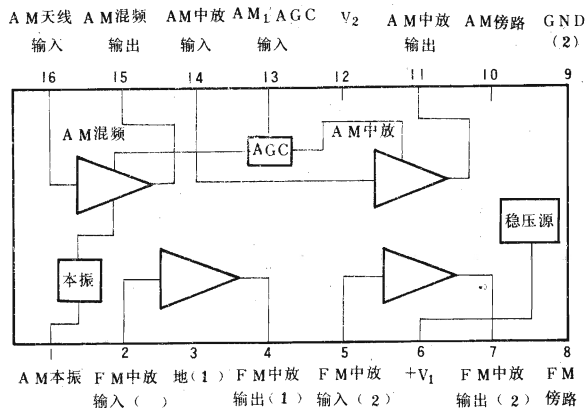 AM天线 AM混频 AM中放 AM₁AGC V₂ AM中放 AM傍路 GND
输入 输出 输入 输入 输出 (2)
16 15 14 13 12 11 10 9
AM混频 AM中放
AGC
稳压源
本振
1 2 3 4 5 6 7 8
AM本振 FM中放 地(1) FM中放 FM中放 +V₁ FM中放 FM
输入( ) 输出(1) 输入(2) 输出(2) 傍路